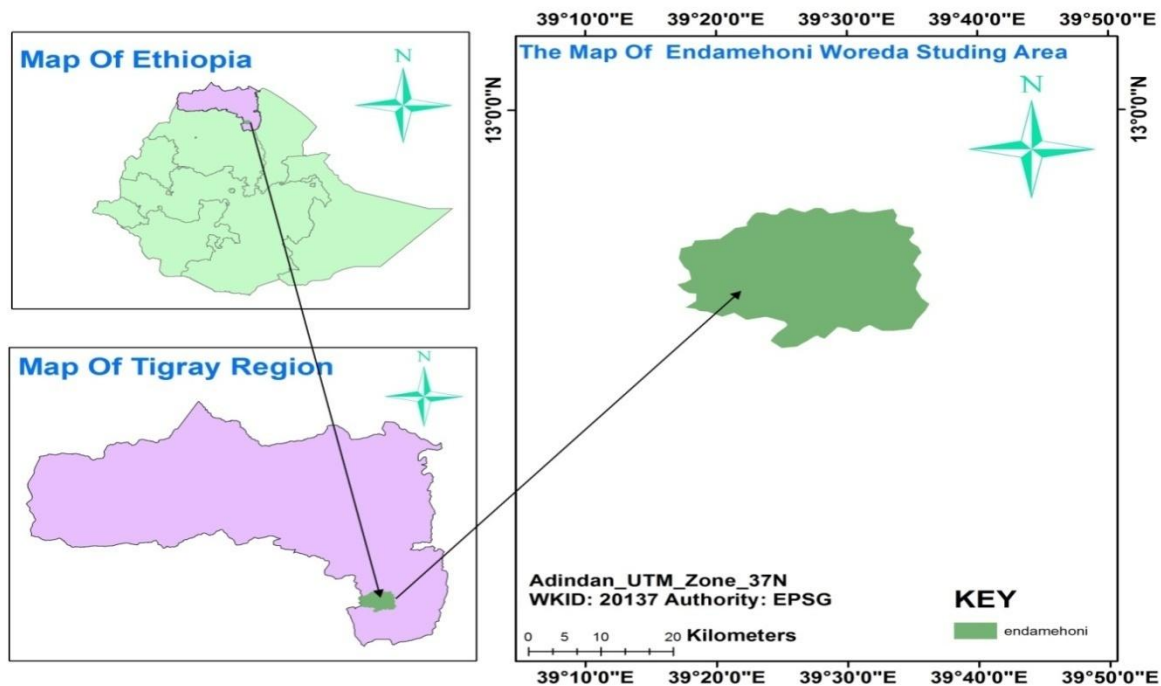 Map Of Ethiopia
N
Map Of Tigray Region
N
39°10'0"E 39°20'0"E 39°30'0"E 39°40'0"E 39°50'0"E
The Map Of Endamehoni Woreda Studing Area
N
13°0'0"N
13°0'0"N
Adindan_UTM_Zone_37N
WKID: 20137 Authority: EPSG
0 5 10 20 Kilometers
KEY
endamehoni
39°10'0"E 39°20'0"E 39°30'0"E 39°40'0"E 39°50'0"E